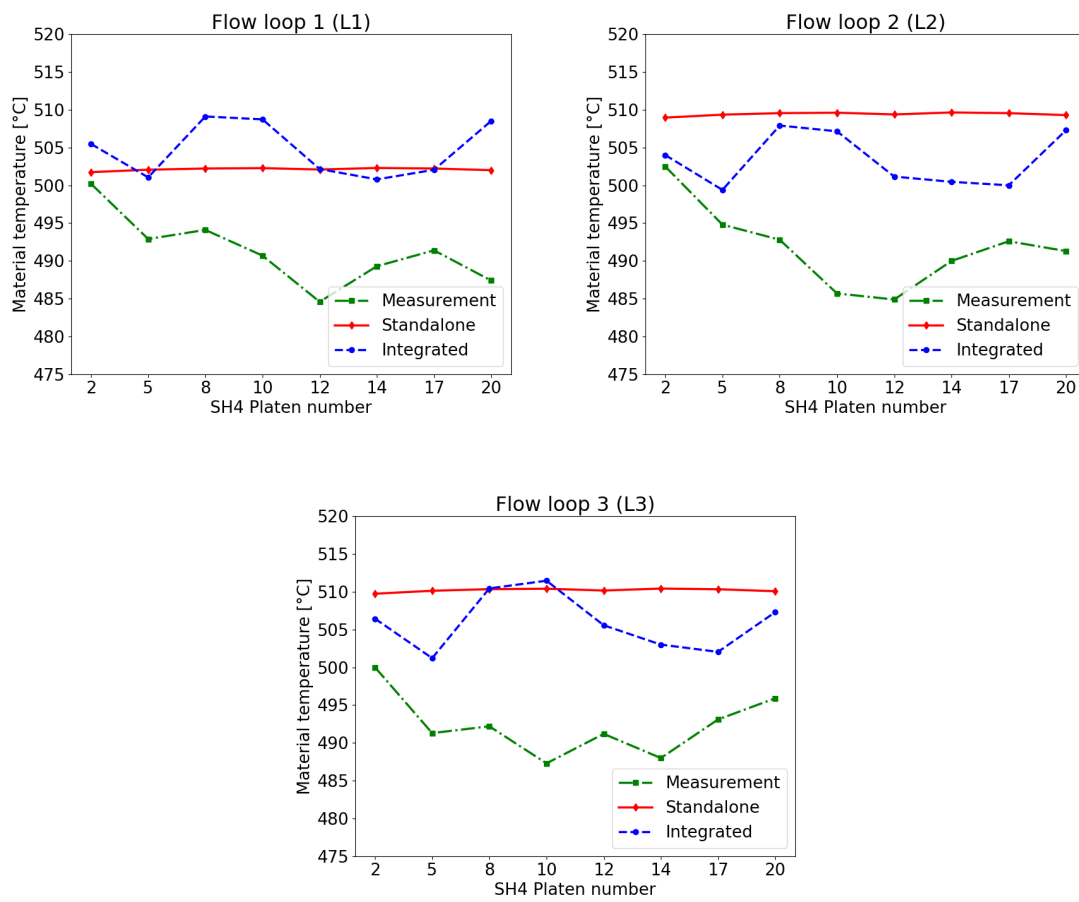 Flow loop 1 (L1)
Material temperature [°C]
520
515
510
505
500
495
490
485
480
475
Measurement
Standalone
Integrated
2 5 8 10 12 14 17 20
SH4 Platen number
Flow loop 2 (L2)
Material temperature [°C]
520
515
510
505
500
495
490
485
480
475
Measurement
Standalone
Integrated
2 5 8 10 12 14 17 20
SH4 Platen number
Flow loop 3 (L3)
Material temperature [°C]
520
515
510
505
500
495
490
485
480
475
Measurement
Standalone
Integrated
2 5 8 10 12 14 17 20
SH4 Platen number